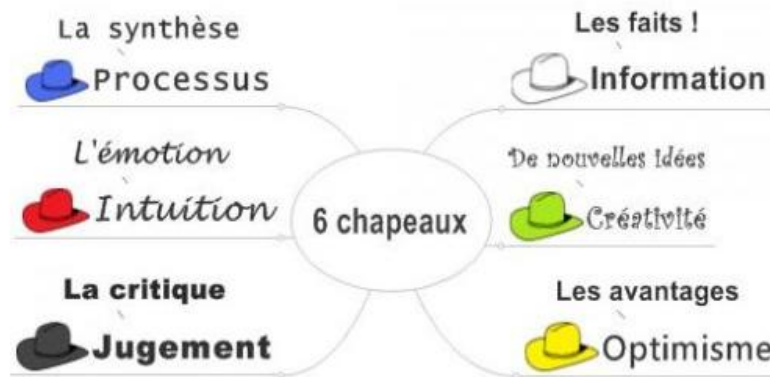 La synthèse
Processus
L'émotion
Intuition
La critique
Jugement
6 chapeaux
Les faits !
Information
De nouvelles idées
Créativité
Les avantages
Optimisme